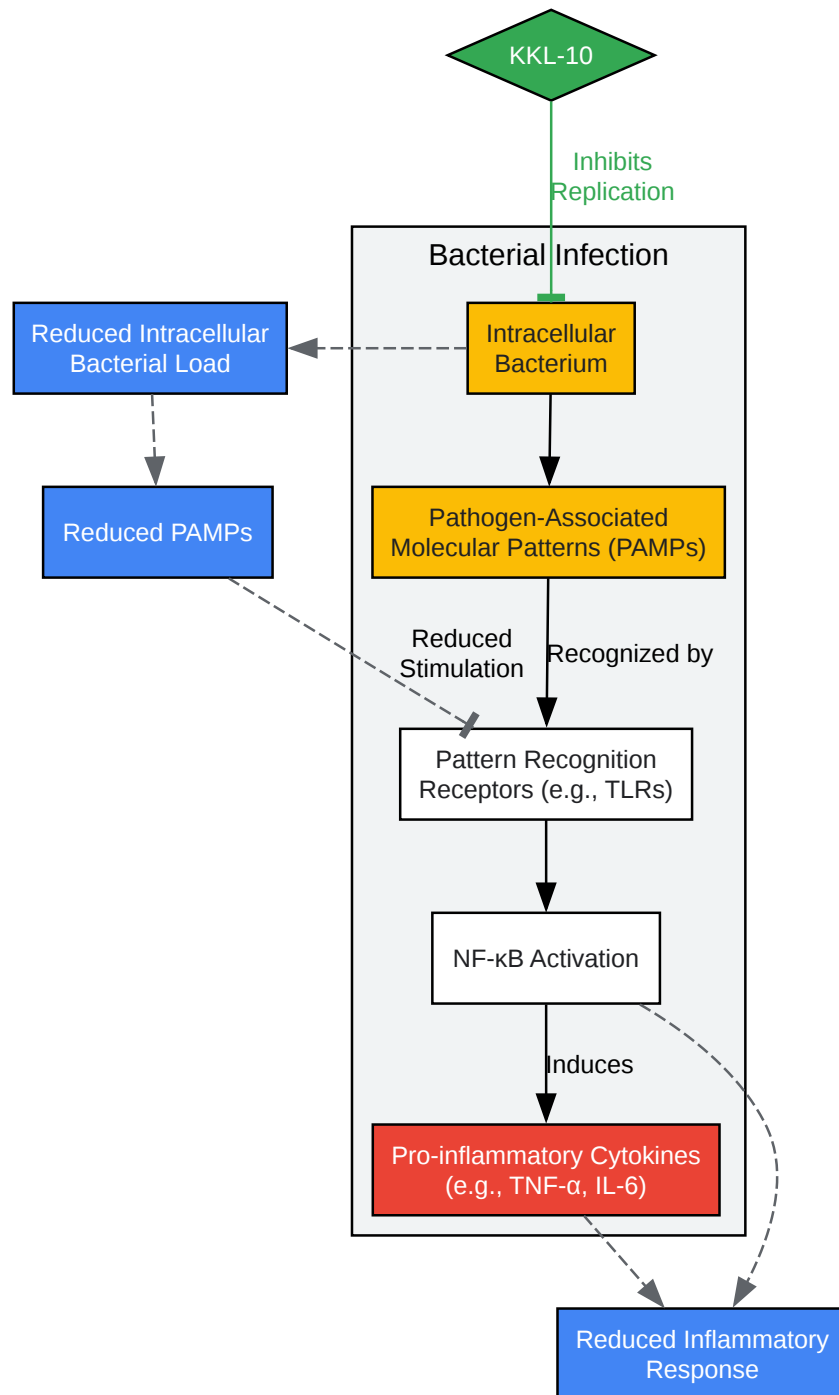 KKL-10
Inhibits
Replication
Bacterial Infection
Reduced Intracellular
Bacterial Load
Intracellular
Bacterium
Reduced PAMPs
Pathogen-Associated
Molecular Patterns (PAMPs)
Reduced
Stimulation
Recognized by
Pattern Recognition
Receptors (e.g., TLRs)
NF-κB Activation
Induces
Pro-inflammatory Cytokines
(e.g., TNF-α, IL-6)
Reduced Inflammatory
Response